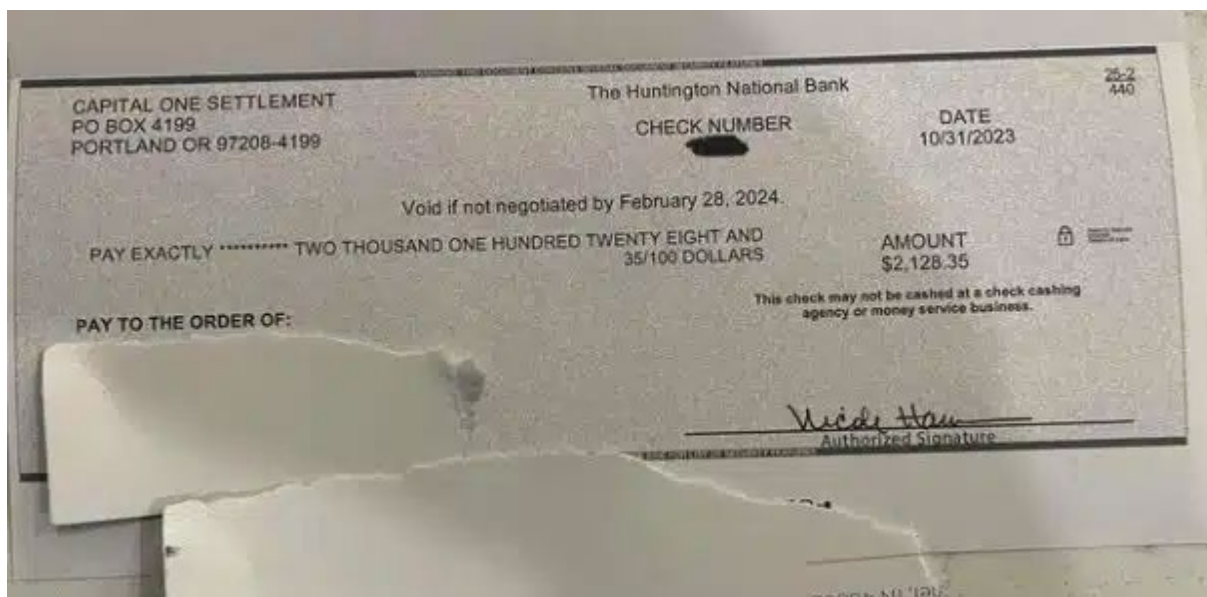 CAPITAL ONE SETTLEMENT
PO BOX 4199
PORTLAND OR 97208-4199
The Huntington National Bank
CHECK NUMBER
DATE
10/31/2023
25-2
440
Void if not negotiated by February 28, 2024.
PAY EXACTLY ********** TWO THOUSAND ONE HUNDRED TWENTY EIGHT AND
35/100 DOLLARS
AMOUNT
$2,128.35
This check may not be cashed at a check cashing
agency or money service business.
PAY TO THE ORDER OF:
Authorized Signature